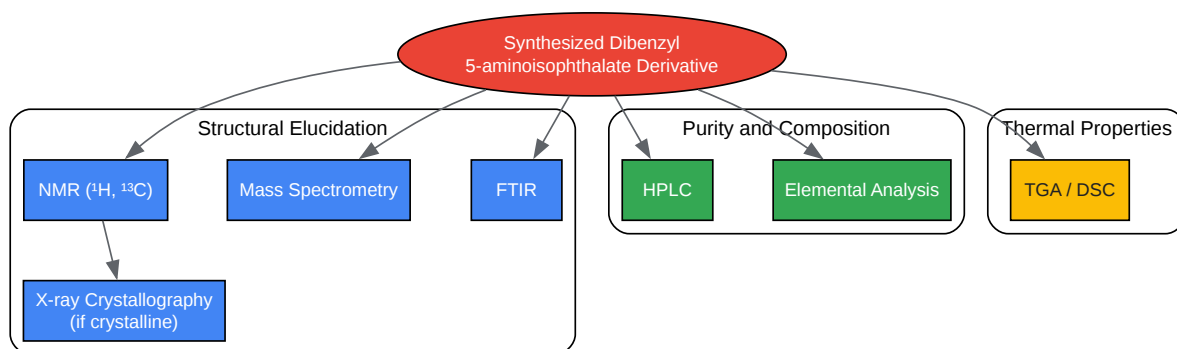 Synthesized Dibenzyl
5-aminoisophthalate Derivative
Structural Elucidation
Purity and Composition
Thermal Properties
NMR (¹H, ¹³C)
Mass Spectrometry
FTIR
HPLC
Elemental Analysis
TGA / DSC
X-ray Crystallography
(if crystalline)